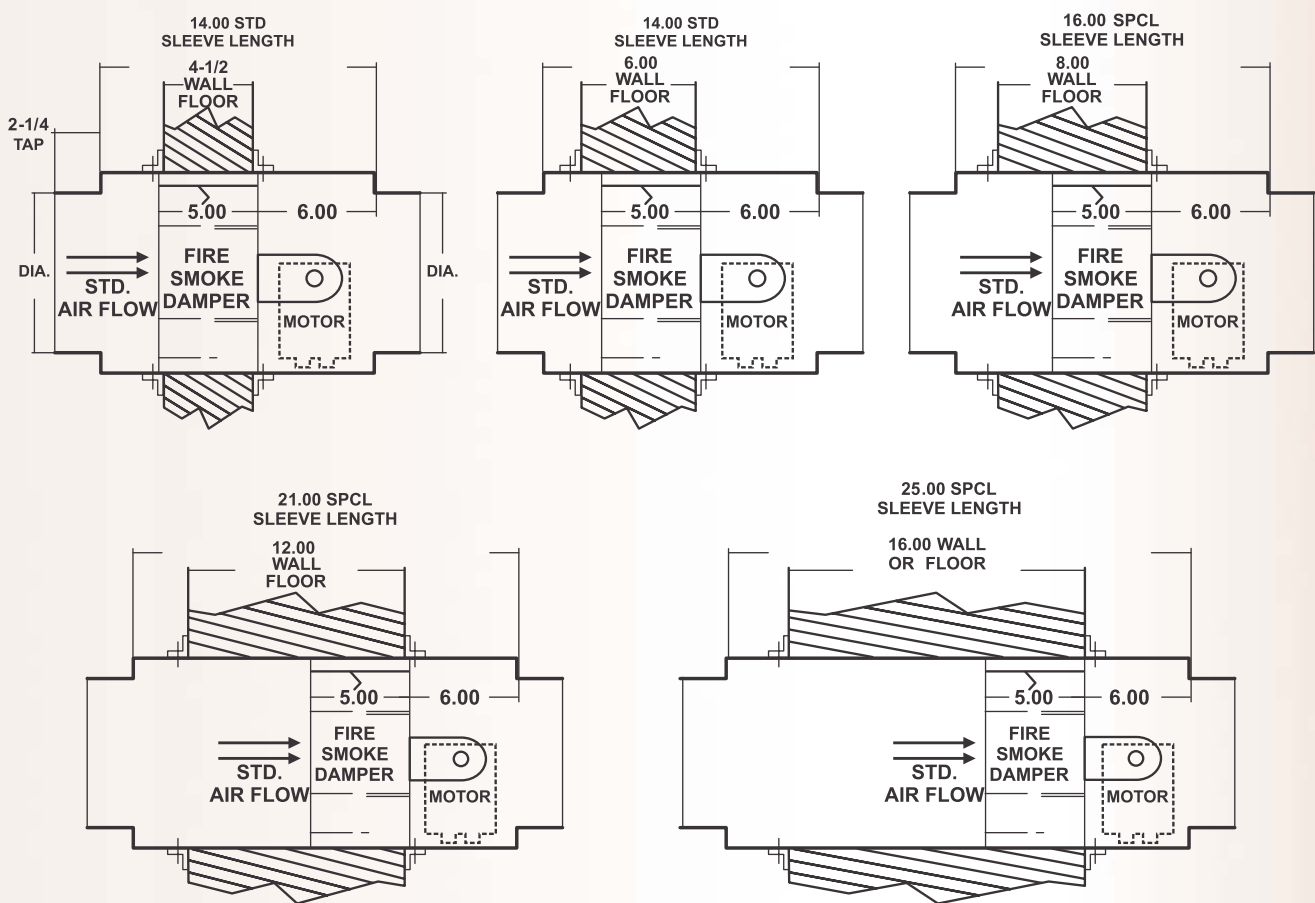 14.00 STD
SLEEVE LENGTH
4-1/2
WALL
FLOOR
2-1/4
TAP
5.00
6.00
DIA.
STD.
AIR FLOW
FIRE
SMOKE
DAMPER
MOTOR
DIA.
14.00 STD
SLEEVE LENGTH
6.00
WALL
FLOOR
5.00
6.00
STD.
AIR FLOW
FIRE
SMOKE
DAMPER
MOTOR
16.00 SPCL
SLEEVE LENGTH
8.00
WALL
FLOOR
5.00
6.00
STD.
AIR FLOW
FIRE
SMOKE
DAMPER
MOTOR
21.00 SPCL
SLEEVE LENGTH
12.00
WALL
FLOOR
5.00
6.00
STD.
AIR FLOW
FIRE
SMOKE
DAMPER
MOTOR
25.00 SPCL
SLEEVE LENGTH
16.00 WALL
OR FLOOR
5.00
6.00
STD.
AIR FLOW
FIRE
SMOKE
DAMPER
MOTOR